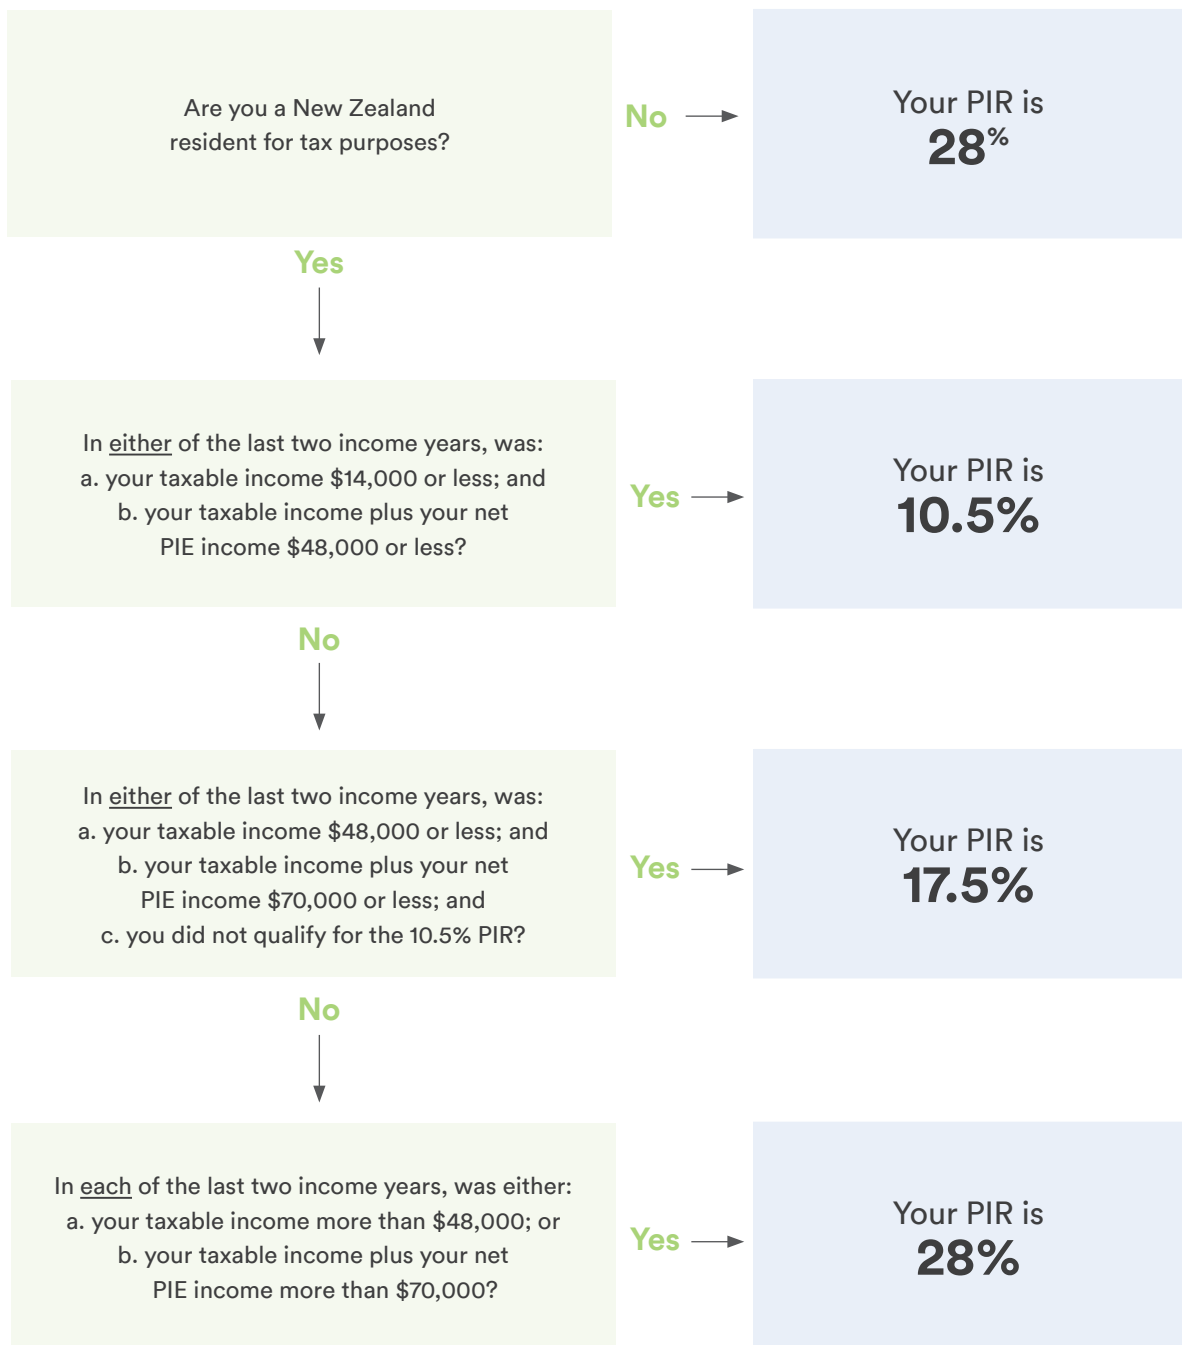 Are you a New Zealand
resident for tax purposes?
No
Your PIR is
28%
Yes
In either of the last two income years, was:
a. your taxable income $14,000 or less; and
b. your taxable income plus your net
PIE income $48,000 or less?
Yes
Your PIR is
10.5%
No
In either of the last two income years, was:
a. your taxable income $48,000 or less; and
b. your taxable income plus your net
PIE income $70,000 or less; and
c. you did not qualify for the 10.5% PIR?
Yes
Your PIR is
17.5%
No
In each of the last two income years, was either:
a. your taxable income more than $48,000; or
b. your taxable income plus your net
PIE income more than $70,000?
Yes
Your PIR is
28%